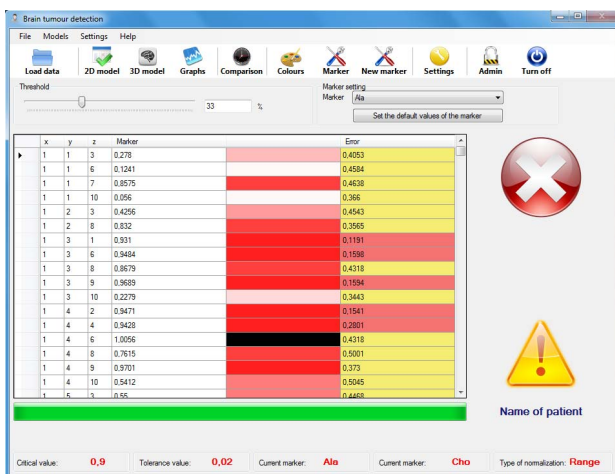 Brain tumour detection
File Models Settings Help
Load data 2D model 3D model Graphs Comparison Colours Marker New marker Settings Admin Turn off
Threshold
33 %
Marker setting
Marker Ala
Set the default values of the marker
x y z Marker Error
1 1 3 0,278 0,4053
1 1 6 0,1241 0,4584
1 1 7 0,8575 0,4638
1 1 10 0,056 0,366
1 2 3 0,4256 0,4543
1 2 8 0,832 0,3565
1 3 1 0,931 0,1191
1 3 6 0,9484 0,1598
1 3 8 0,8679 0,4318
1 3 9 0,9689 0,1594
1 3 10 0,2279 0,3443
1 4 2 0,9471 0,1541
1 4 4 0,9428 0,2801
1 4 6 1,0056 0,4318
1 4 8 0,7615 0,5001
1 4 9 0,9701 0,373
1 4 10 0,5412 0,5045
1 5 3 0,55 0,4468
Name of patient
Critical value: 0,9 Tolerance value: 0,02 Current marker: Ala Current marker: Cho Type of normalization: Range